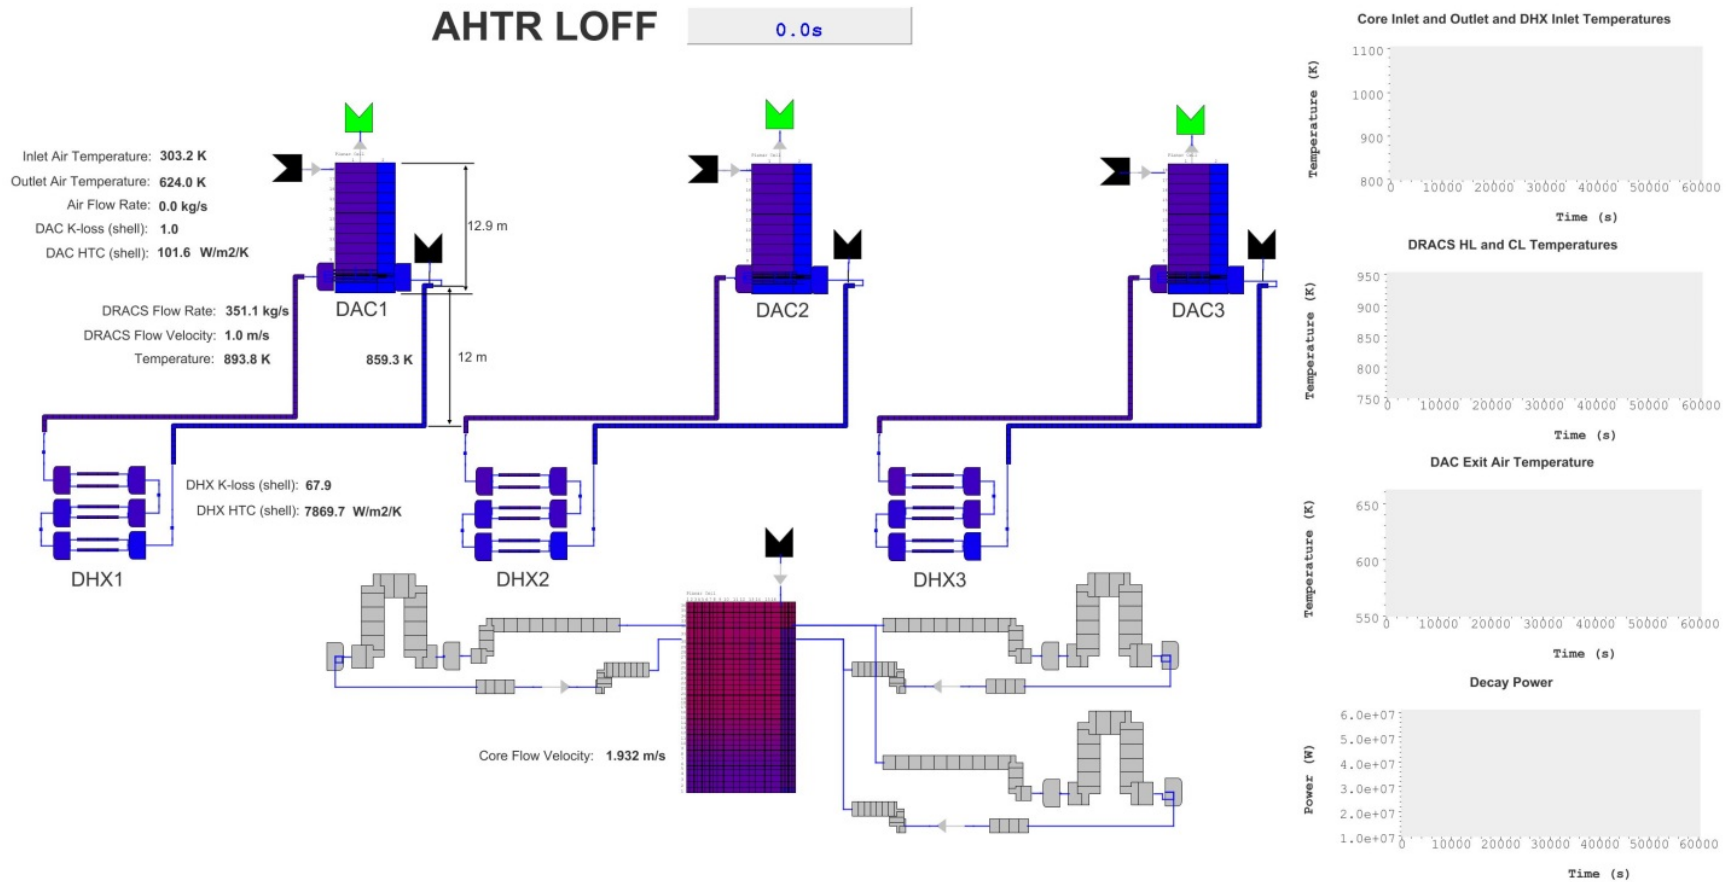 AHTR LOFF
0.0s
Inlet Air Temperature: 303.2 K
Outlet Air Temperature: 624.0 K
Air Flow Rate: 0.0 kg/s
DAC K-loss (shell): 1.0
DAC HTC (shell): 101.6 W/m2/K
12.9 m
DAC1
DAC2
DAC3
DRACS Flow Rate: 351.1 kg/s
DRACS Flow Velocity: 1.0 m/s
Temperature: 893.8 K
859.3 K
12 m
DHX K-loss (shell): 67.9
DHX HTC (shell): 7869.7 W/m2/K
DHX1
DHX2
DHX3
Core Flow Velocity: 1.932 m/s
Core Inlet and Outlet and DHX Inlet Temperatures
Temperature (K)
1100
1000
900
800
0 10000 20000 30000 40000 50000 60000
Time (s)
DRACS HL and CL Temperatures
Temperature (K)
950
900
850
800
750
0 10000 20000 30000 40000 50000 60000
Time (s)
DAC Exit Air Temperature
Temperature (K)
650
600
550
0 10000 20000 30000 40000 50000 60000
Time (s)
Decay Power
Power (W)
6.0e+07
5.0e+07
4.0e+07
3.0e+07
2.0e+07
1.0e+07
0 10000 20000 30000 40000 50000 60000
Time (s)